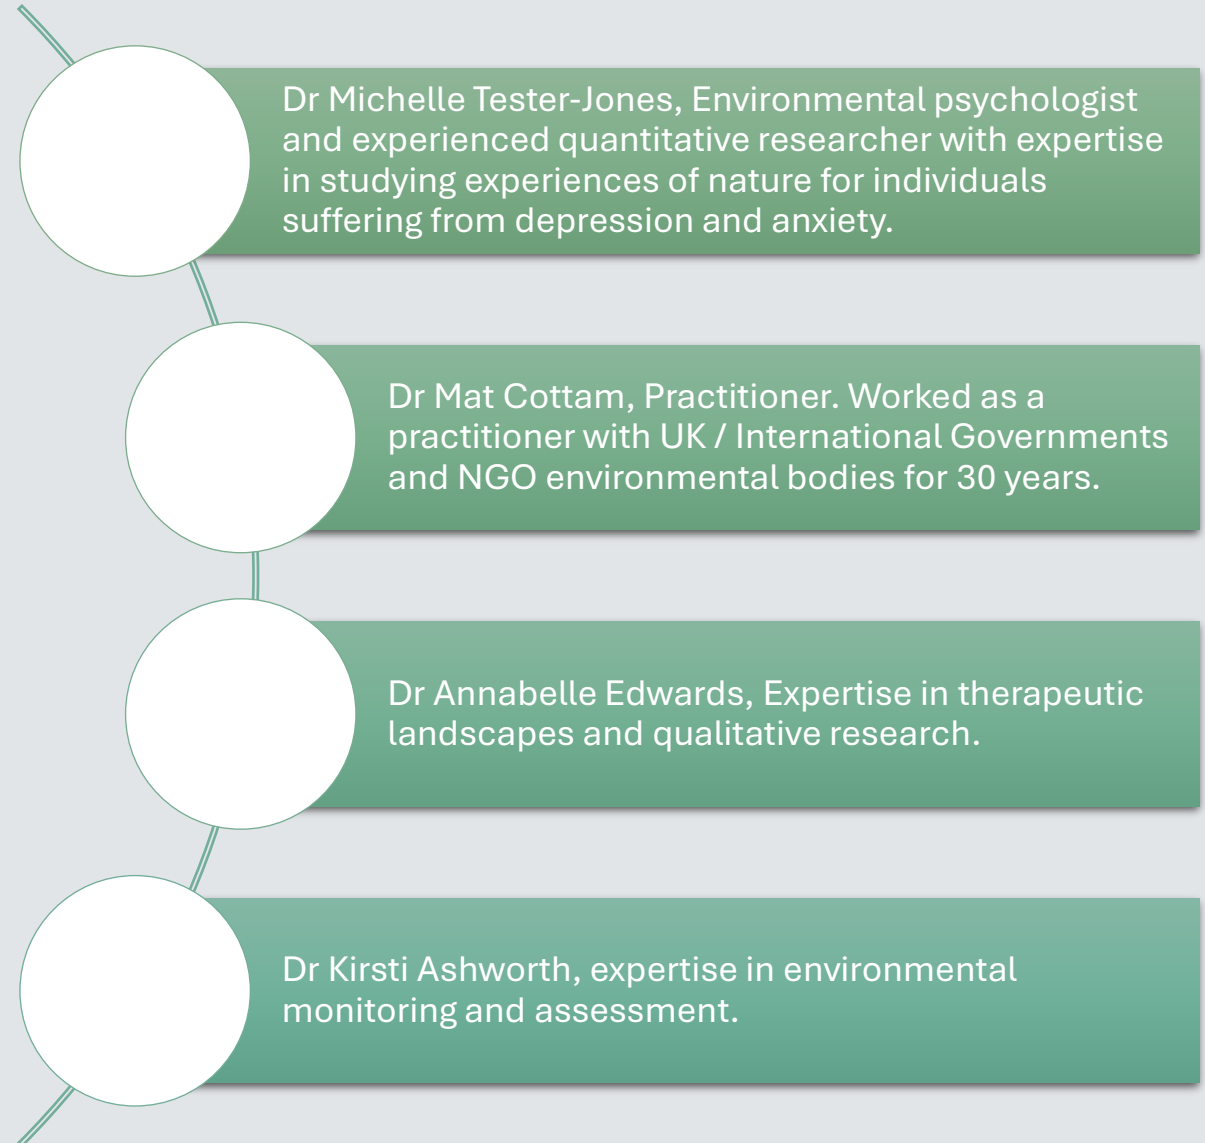 Dr Michelle Tester-Jones, Environmental psychologist
and experienced quantitative researcher with expertise
in studying experiences of nature for individuals
suffering from depression and anxiety.
Dr Mat Cottam, Practitioner. Worked as a
practitioner with UK / International Governments
and NGO environmental bodies for 30 years.
Dr Annabelle Edwards, Expertise in therapeutic
landscapes and qualitative research.
Dr Kirsti Ashworth, expertise in environmental
monitoring and assessment.